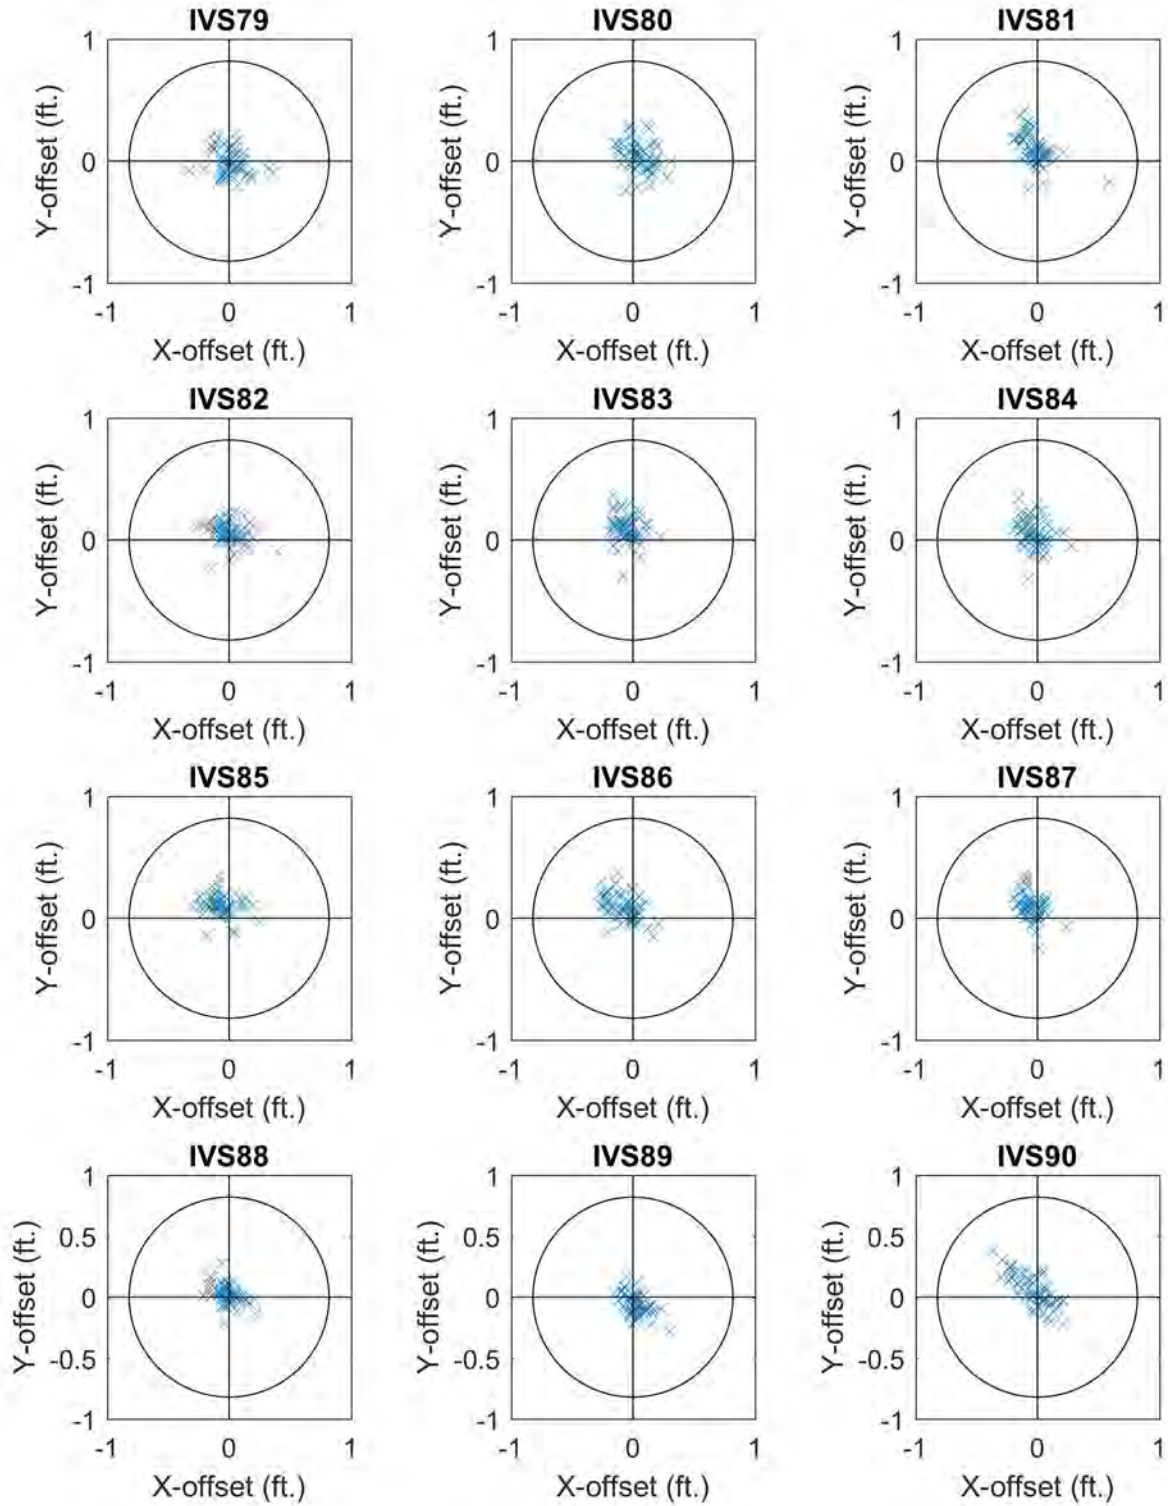 IVS79 IVS80 IVS81
1 1 1
Y-offset (ft.) Y-offset (ft.) Y-offset (ft.)
0 0 0
-1 -1 -1
-1 0 1 -1 0 1 -1 0 1
X-offset (ft.) X-offset (ft.) X-offset (ft.)
IVS82 IVS83 IVS84
1 1 1
Y-offset (ft.) Y-offset (ft.) Y-offset (ft.)
0 0 0
-1 -1 -1
-1 0 1 -1 0 1 -1 0 1
X-offset (ft.) X-offset (ft.) X-offset (ft.)
IVS85 IVS86 IVS87
1 1 1
Y-offset (ft.) Y-offset (ft.) Y-offset (ft.)
0 0 0
-1 -1 -1
-1 0 1 -1 0 1 -1 0 1
X-offset (ft.) X-offset (ft.) X-offset (ft.)
IVS88 IVS89 IVS90
1 1 1
0.5 0.5 0.5
Y-offset (ft.) Y-offset (ft.) Y-offset (ft.)
0 0 0
-0.5 -0.5 -0.5
-1 -1 -1
-1 0 1 -1 0 1 -1 0 1
X-offset (ft.) X-offset (ft.) X-offset (ft.)